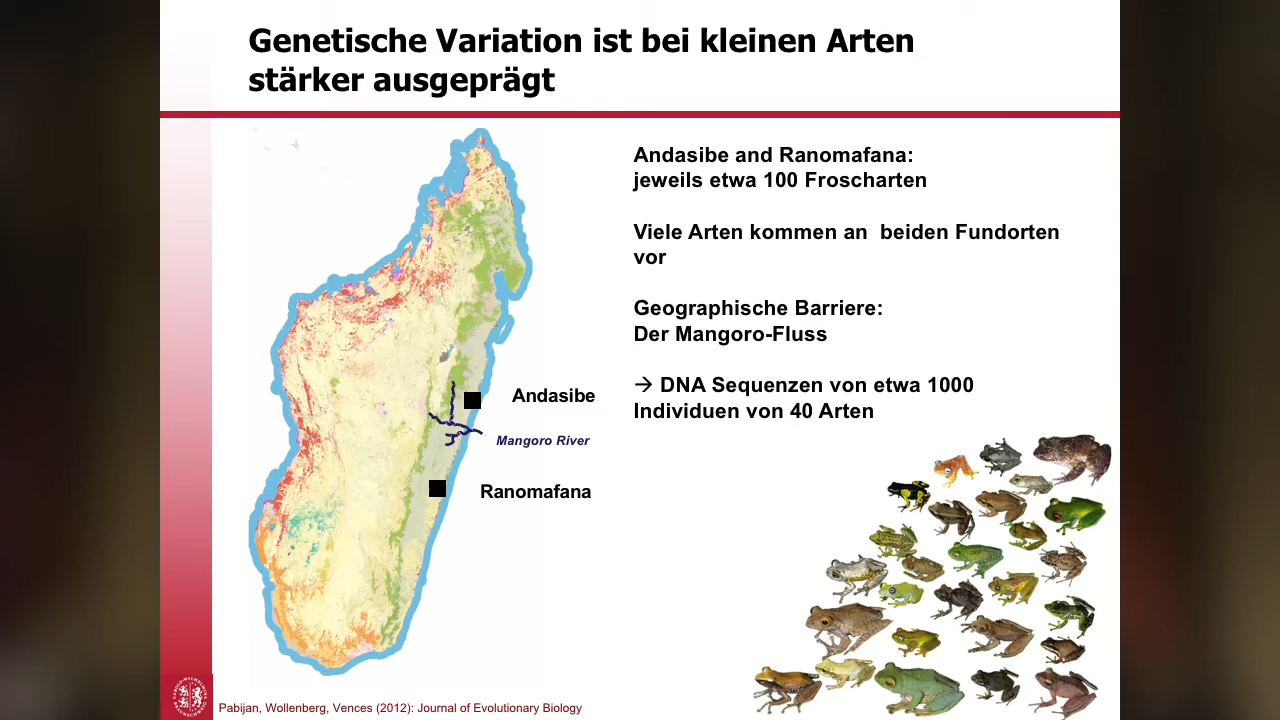 Genetische Variation ist bei kleinen Arten
stärker ausgeprägt
Andasibe and Ranomafana:
jeweils etwa 100 Froscharten
Viele Arten kommen an  beiden Fundorten
vor
Geographische Barriere:
Der Mangoro-Fluss
→ DNA Sequenzen von etwa 1000
Individuen von 40 Arten
Andasibe
Mangoro River
Ranomafana
Pabijan, Wollenberg, Vences (2012): Journal of Evolutionary Biology